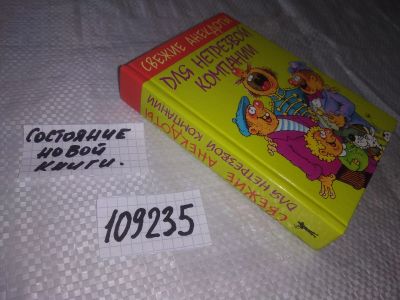 СВЕЖИЕ АНЕКДОТЫ
ДЛЯ НЕТРЕЗВОЙ
КОМПАНИИ
СВЕЖИЕ АНЕКДОТЫ
ДЛЯ НЕТРЕЗВОЙ КОМПАНИИ
СОСТОЯНИЕ
НОВОЙ
КНИГИ.
109235